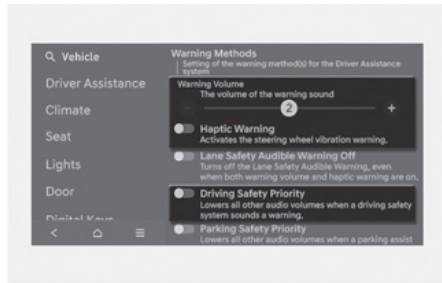 Vehicle
Driver Assistance
Climate
Seat
Lights
Door
Digital Keys
Warning Methods
Setting of the warning method(s) for the Driver Assistance
system
Warning Volume
The volume of the warning sound
− 2 +
Haptic Warning
Activates the steering wheel vibration warning.
Lane Safety Audible Warning Off
Turns off the Lane Safety Audible Warning, even
when both warning volume and haptic warning are on.
Driving Safety Priority
Lowers all other audio volumes when a driving safety
system sounds a warning.
Parking Safety Priority
Lowers all other audio volumes when a parking assist